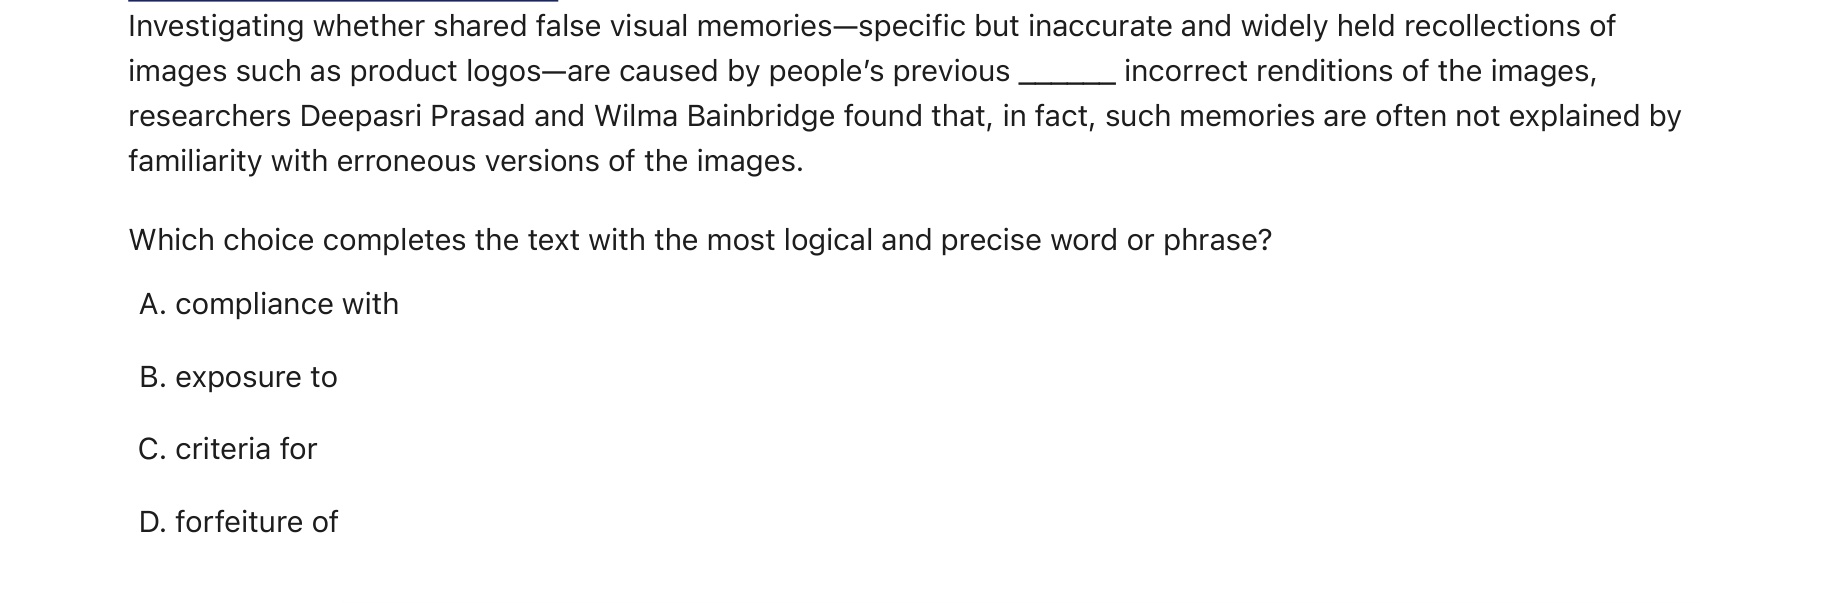 Investigating whether shared false visual memories—specific but inaccurate and widely held recollections of
images such as product logos—are caused by people’s previous ______ incorrect renditions of the images,
researchers Deepasri Prasad and Wilma Bainbridge found that, in fact, such memories are often not explained by
familiarity with erroneous versions of the images.
Which choice completes the text with the most logical and precise word or phrase?
A. compliance with
B. exposure to
C. criteria for
D. forfeiture of